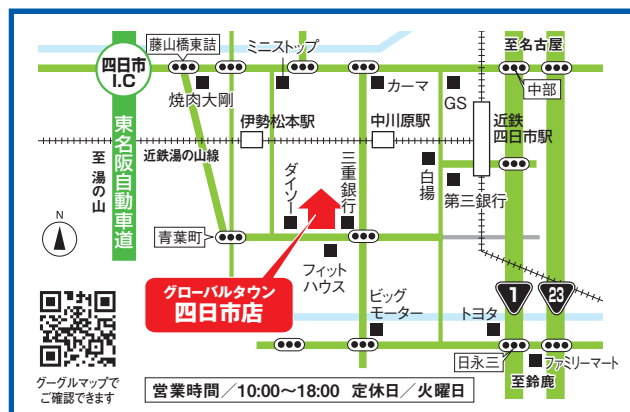 藤山橋東詰
ミニストップ
至名古屋
四日市
I.C
焼肉大剛
カーマ
GS
中部
東名阪自動車道
伊勢松本駅
中川原駅
近鉄
四日市駅
近鉄湯の山線
至 湯の山
ダイソー
三重銀行
白揚
第三銀行
N
青葉町
フィット
ハウス
グローバルタウン
四日市店
ビッグ
モーター
トヨタ
1
23
日永三
ファミリーマート
至鈴鹿
グーグルマップで
ご確認できます
営業時間/10:00〜18:00 定休日/火曜日